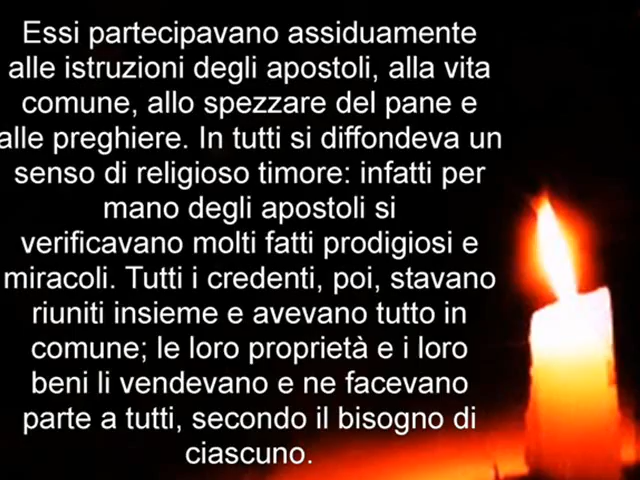 Essi partecipavano assiduamente
alle istruzioni degli apostoli, alla vita
comune, allo spezzare del pane e
alle preghiere. In tutti si diffondeva un
senso di religioso timore: infatti per
mano degli apostoli si
verificavano molti fatti prodigiosi e
miracoli. Tutti i credenti, poi, stavano
riuniti insieme e avevano tutto in
comune; le loro proprietà e i loro
beni li vendevano e ne facevano
parte a tutti, secondo il bisogno di
ciascuno.